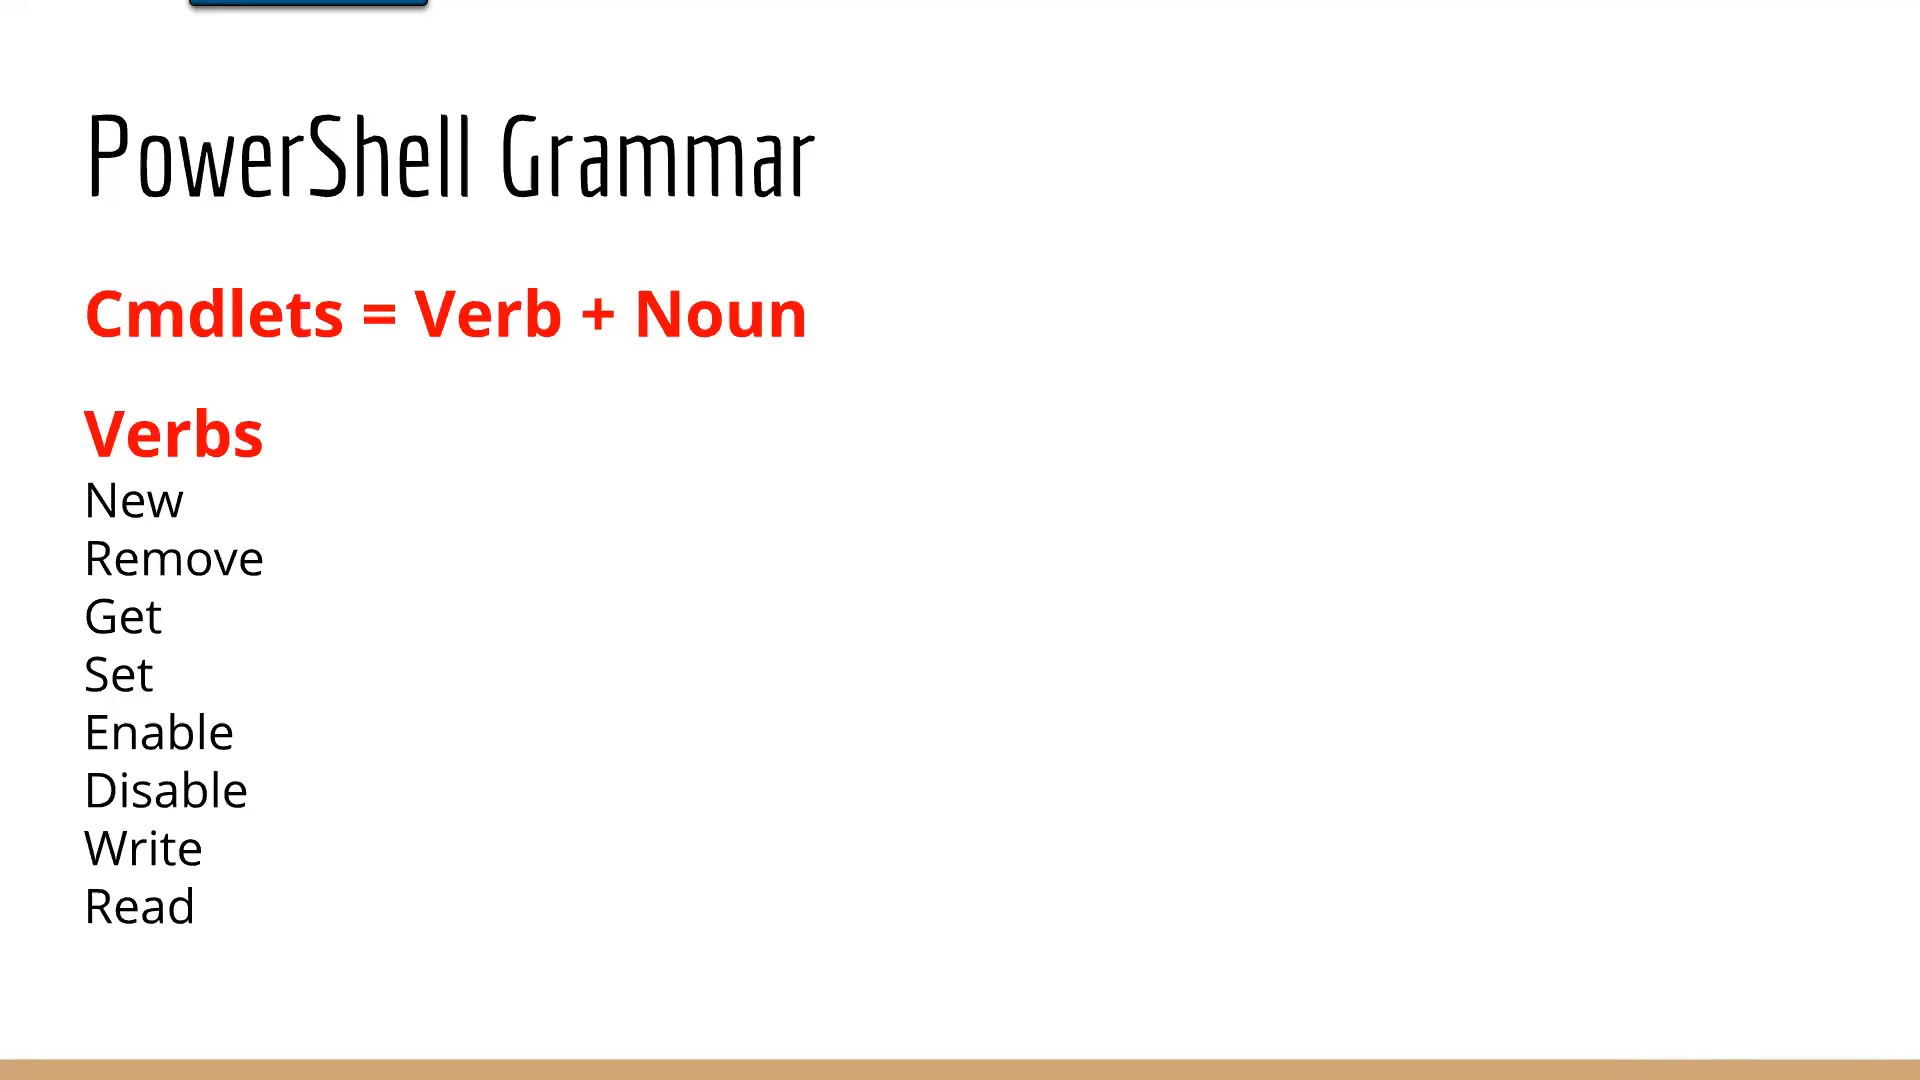 PowerShell Grammar
Cmdlets = Verb + Noun
Verbs
New
Remove
Get
Set
Enable
Disable
Write
Read